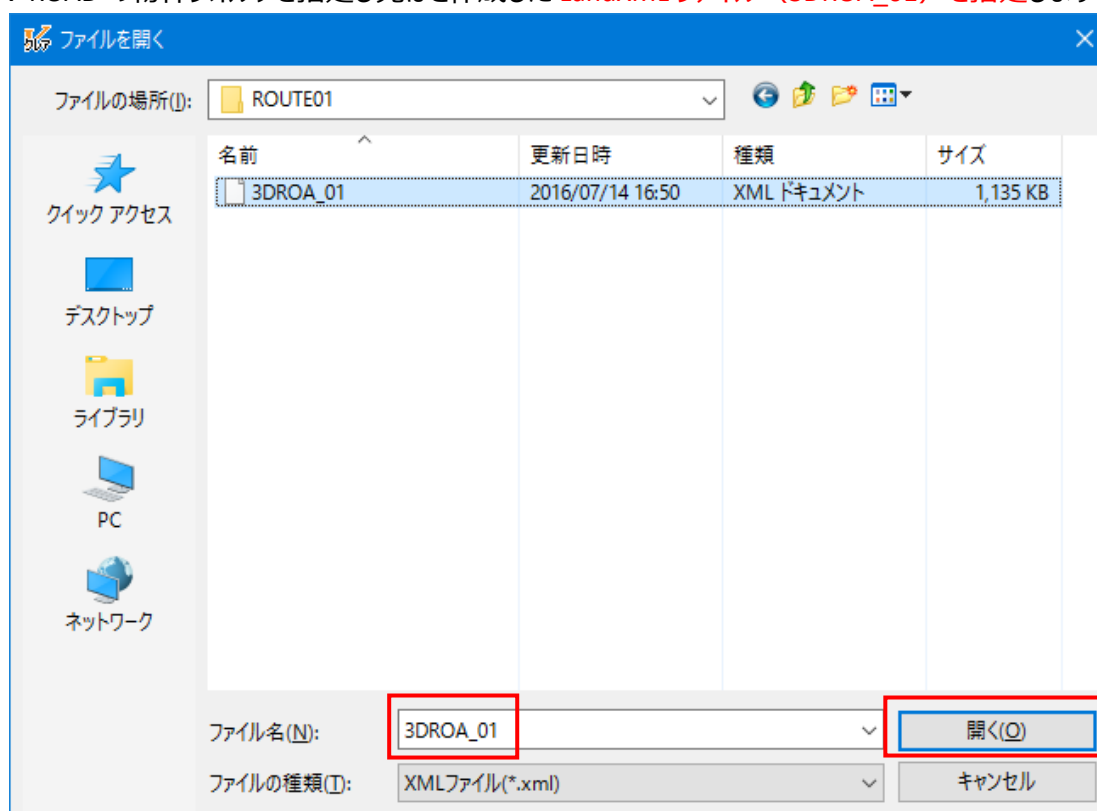 ファイルを開く
ファイルの場所(I):
ROUTE01
名前
更新日時
種類
サイズ
3DROA_01
2016/07/14 16:50
XML ドキュメント
1,135 KB
クイック アクセス
デスクトップ
ライブラリ
PC
ネットワーク
ファイル名(N):
3DROA_01
開く(O)
ファイルの種類(T):
XMLファイル(*.xml)
キャンセル